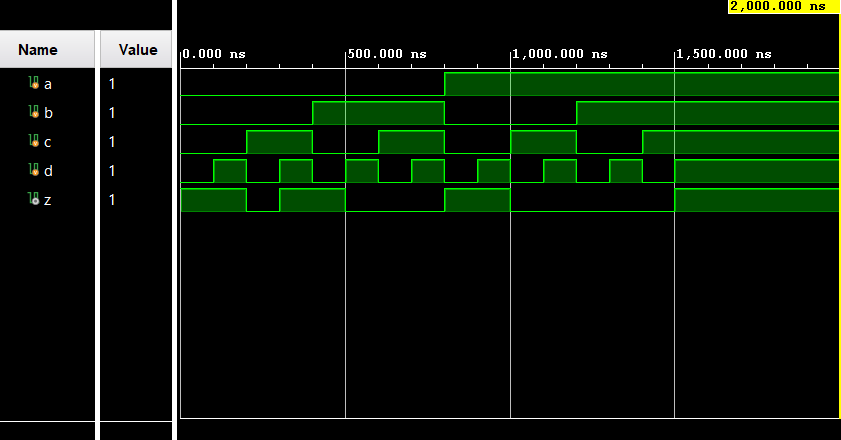 2,000.000 ns
Name Value 0.000 ns 500.000 ns 1,000.000 ns 1,500.000 ns
a 1
b 1
c 1
d 1
z 1